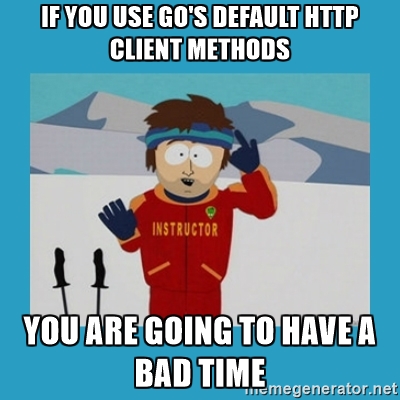 IF YOU USE GO'S DEFAULT HTTP
CLIENT METHODS
INSTRUCTOR
YOU ARE GOING TO HAVE A
BAD TIME
memegenerator.net